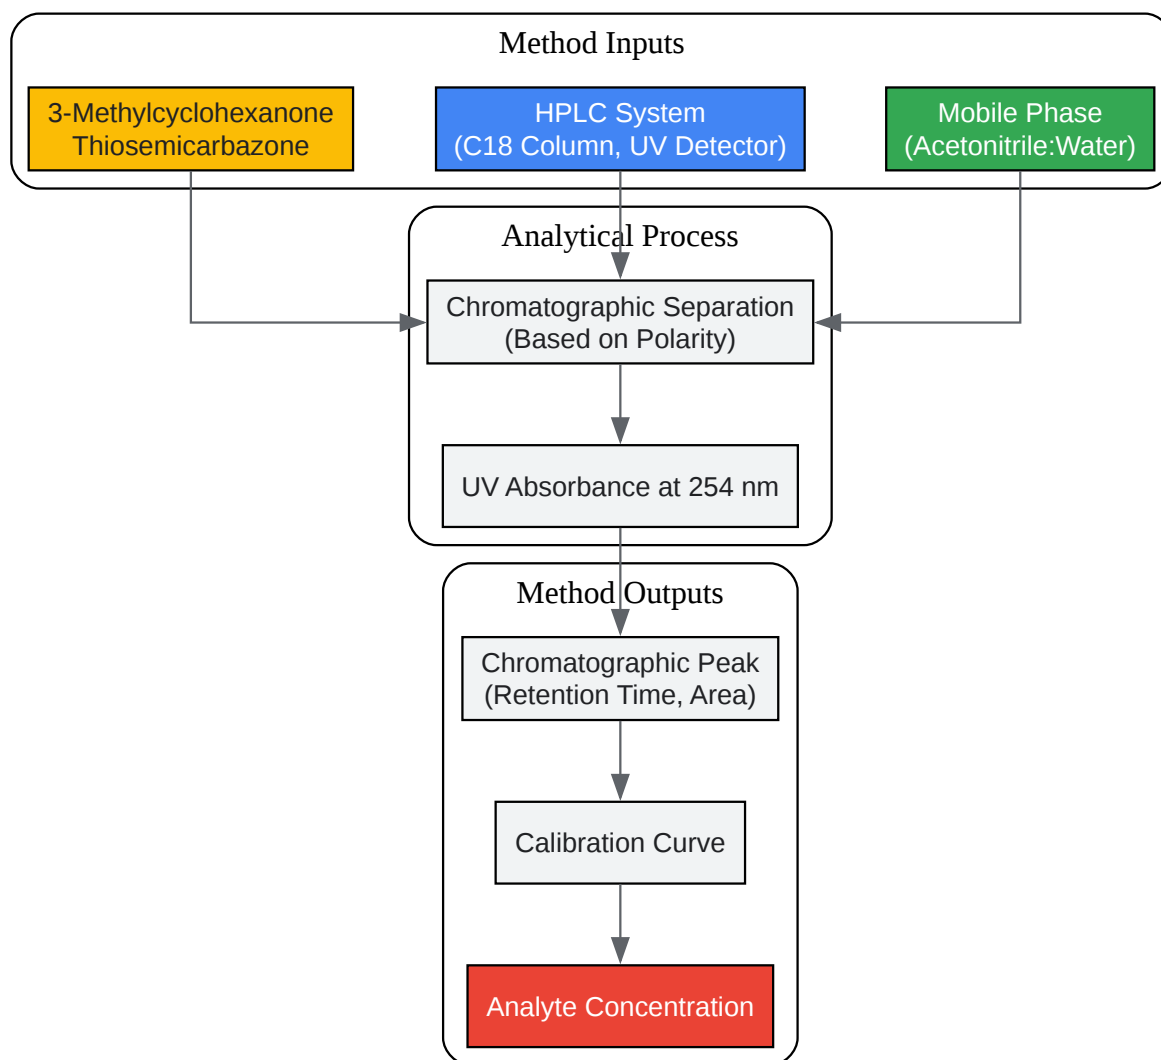 Method Inputs
3-Methylcyclohexanone
Thiosemicarbazone
HPLC System
(C18 Column, UV Detector)
Mobile Phase
(Acetonitrile:Water)
Analytical Process
Chromatographic Separation
(Based on Polarity)
UV Absorbance at 254 nm
Method Outputs
Chromatographic Peak
(Retention Time, Area)
Calibration Curve
Analyte Concentration